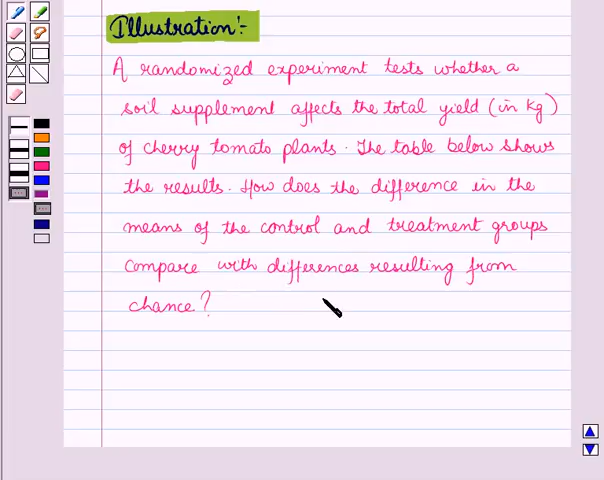 Illustration:-
A randomized experiment tests whether a
soil supplement affects the total yield (in kg)
of cherry tomato plants. The table below shows
the results. How does the difference in the
means of the control and treatment groups
compare with differences resulting from
chance?